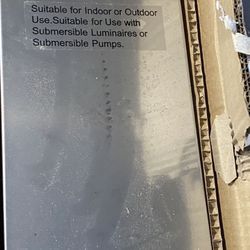 Suitable for Indoor or Outdoor
Use.Suitable for Use with
Submersible Luminaires or
Submersible Pumps.